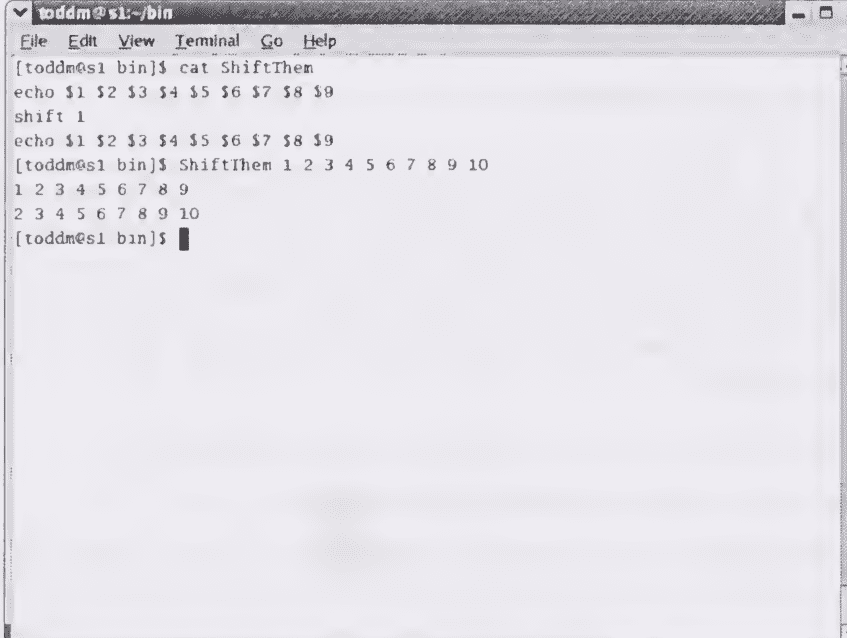 toddm@s1:~/bin
File Edit View Terminal Go Help
[toddm@s1 bin]$ cat ShiftThem
echo $1 $2 $3 $4 $5 $6 $7 $8 $9
shift 1
echo $1 $2 $3 $4 $5 $6 $7 $8 $9
[toddm@s1 bin]$ ShiftThem 1 2 3 4 5 6 7 8 9 10
1 2 3 4 5 6 7 8 9
2 3 4 5 6 7 8 9 10
[toddm@s1 bin]$